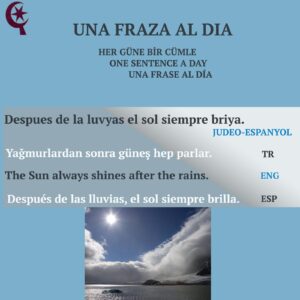 UNA FRAZA AL DIA
HER GÜNE BİR CÜMLE
ONE SENTENCE A DAY
UNA FRASE AL DÍA
Despues de la luvyas el sol siempre briya.
JUDEO-ESPANYOL
Yağmurlardan sonra güneş hep parlar.
TR
The Sun always shines after the rains.
ENG
Después de las lluvias, el sol siempre brilla.
ESP